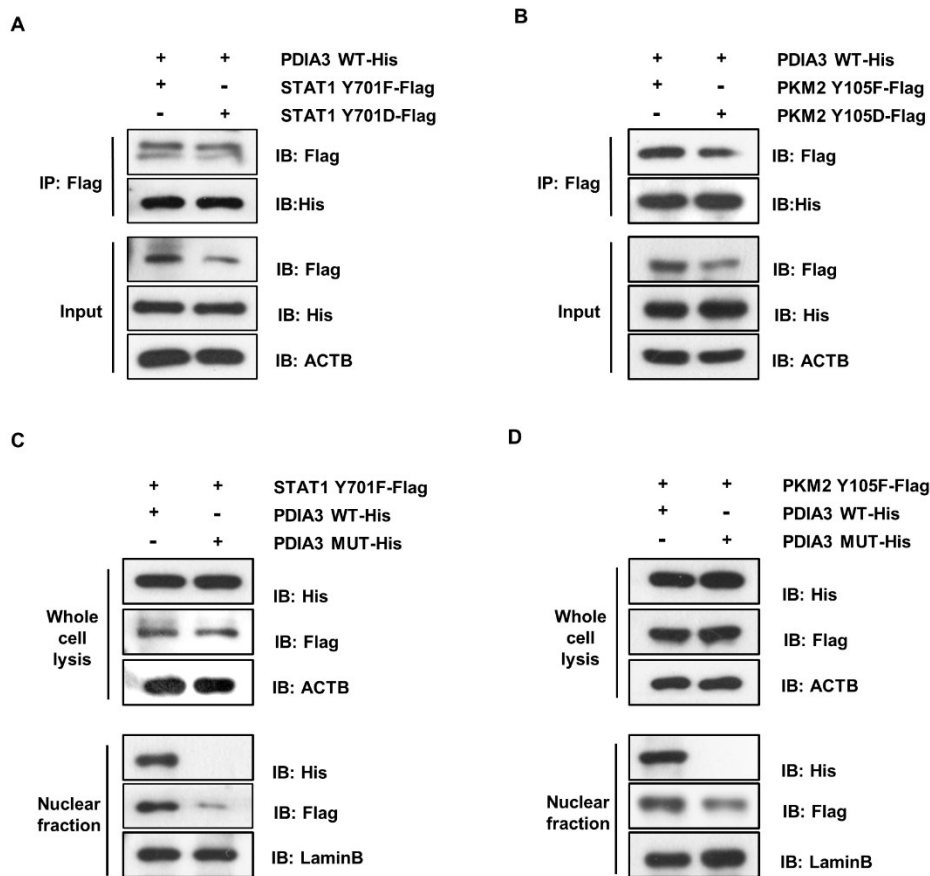 A
+ + PDIA3 WT-His
+ - STAT1 Y701F-Flag
- + STAT1 Y701D-Flag
IP: Flag
IB: Flag
IB:His
Input
IB: Flag
IB: His
IB: ACTB
B
+ + PDIA3 WT-His
+ - PKM2 Y105F-Flag
- + PKM2 Y105D-Flag
IP: Flag
IB: Flag
IB:His
Input
IB: Flag
IB: His
IB: ACTB
C
+ + STAT1 Y701F-Flag
+ - PDIA3 WT-His
- + PDIA3 MUT-His
Whole
cell
lysis
IB: His
IB: Flag
IB: ACTB
Nuclear
fraction
IB: His
IB: Flag
IB: LaminB
D
+ + PKM2 Y105F-Flag
+ - PDIA3 WT-His
- + PDIA3 MUT-His
Whole
cell
lysis
IB: His
IB: Flag
IB: ACTB
Nuclear
fraction
IB: His
IB: Flag
IB: LaminB